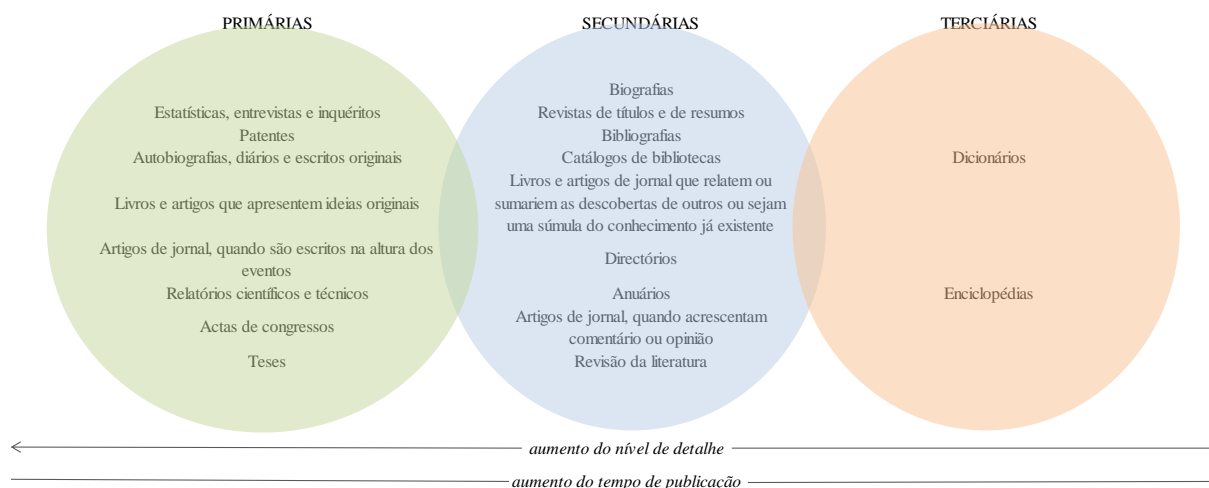 PRIMÁRIAS
Estatísticas, entrevistas e inquéritos
Patentes
Autobiografias, diários e escritos originais
Livros e artigos que apresentem ideias originais
Artigos de jornal, quando são escritos na altura dos
eventos
Relatórios científicos e técnicos
Actas de congressos
Teses
SECUNDÁRIAS
Biografias
Revistas de títulos e de resumos
Bibliografias
Catálogos de bibliotecas
Livros e artigos de jornal que relatem ou
sumariem as descobertas de outros ou sejam
uma súmula do conhecimento já existente
Directórios
Anuários
Artigos de jornal, quando acrescentam
comentário ou opinião
Revisão da literatura
TERCIÁRIAS
Dicionários
Enciclopédias
aumento do nível de detalhe
aumento do tempo de publicação